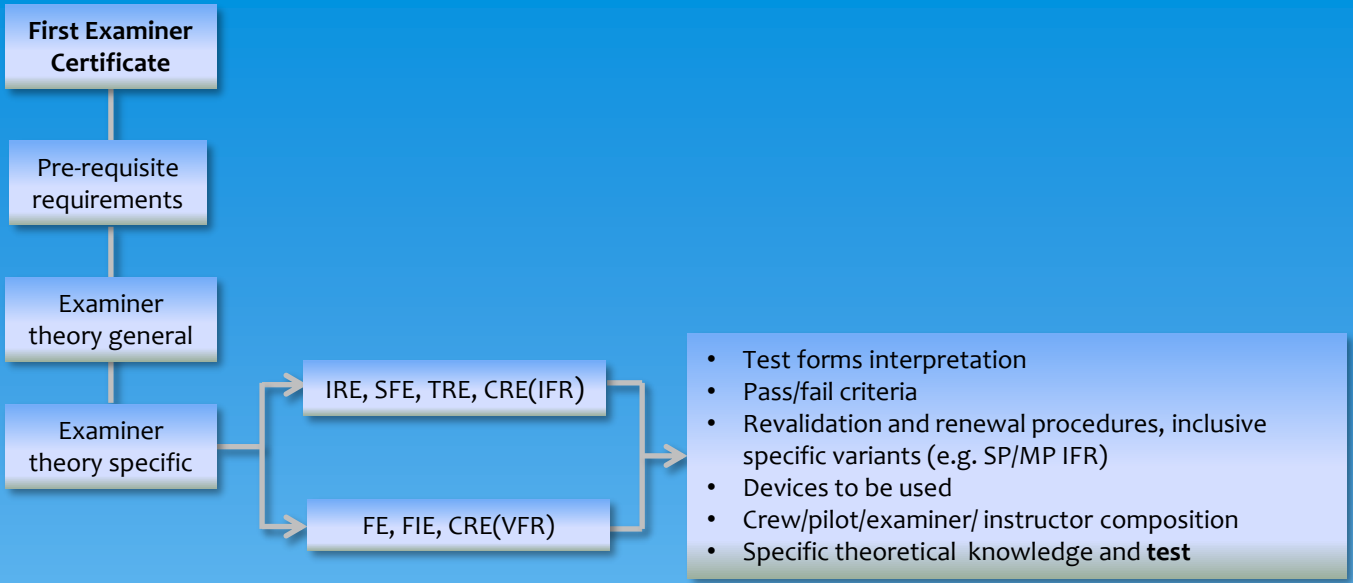 First Examiner
Certificate
Pre-requisite
requirements
Examiner
theory general
Examiner
theory specific
IRE, SFE, TRE, CRE(IFR)
FE, FIE, CRE(VFR)
• Test forms interpretation
• Pass/fail criteria
• Revalidation and renewal procedures, inclusive
specific variants (e.g. SP/MP IFR)
• Devices to be used
• Crew/pilot/examiner/ instructor composition
• Specific theoretical knowledge and test